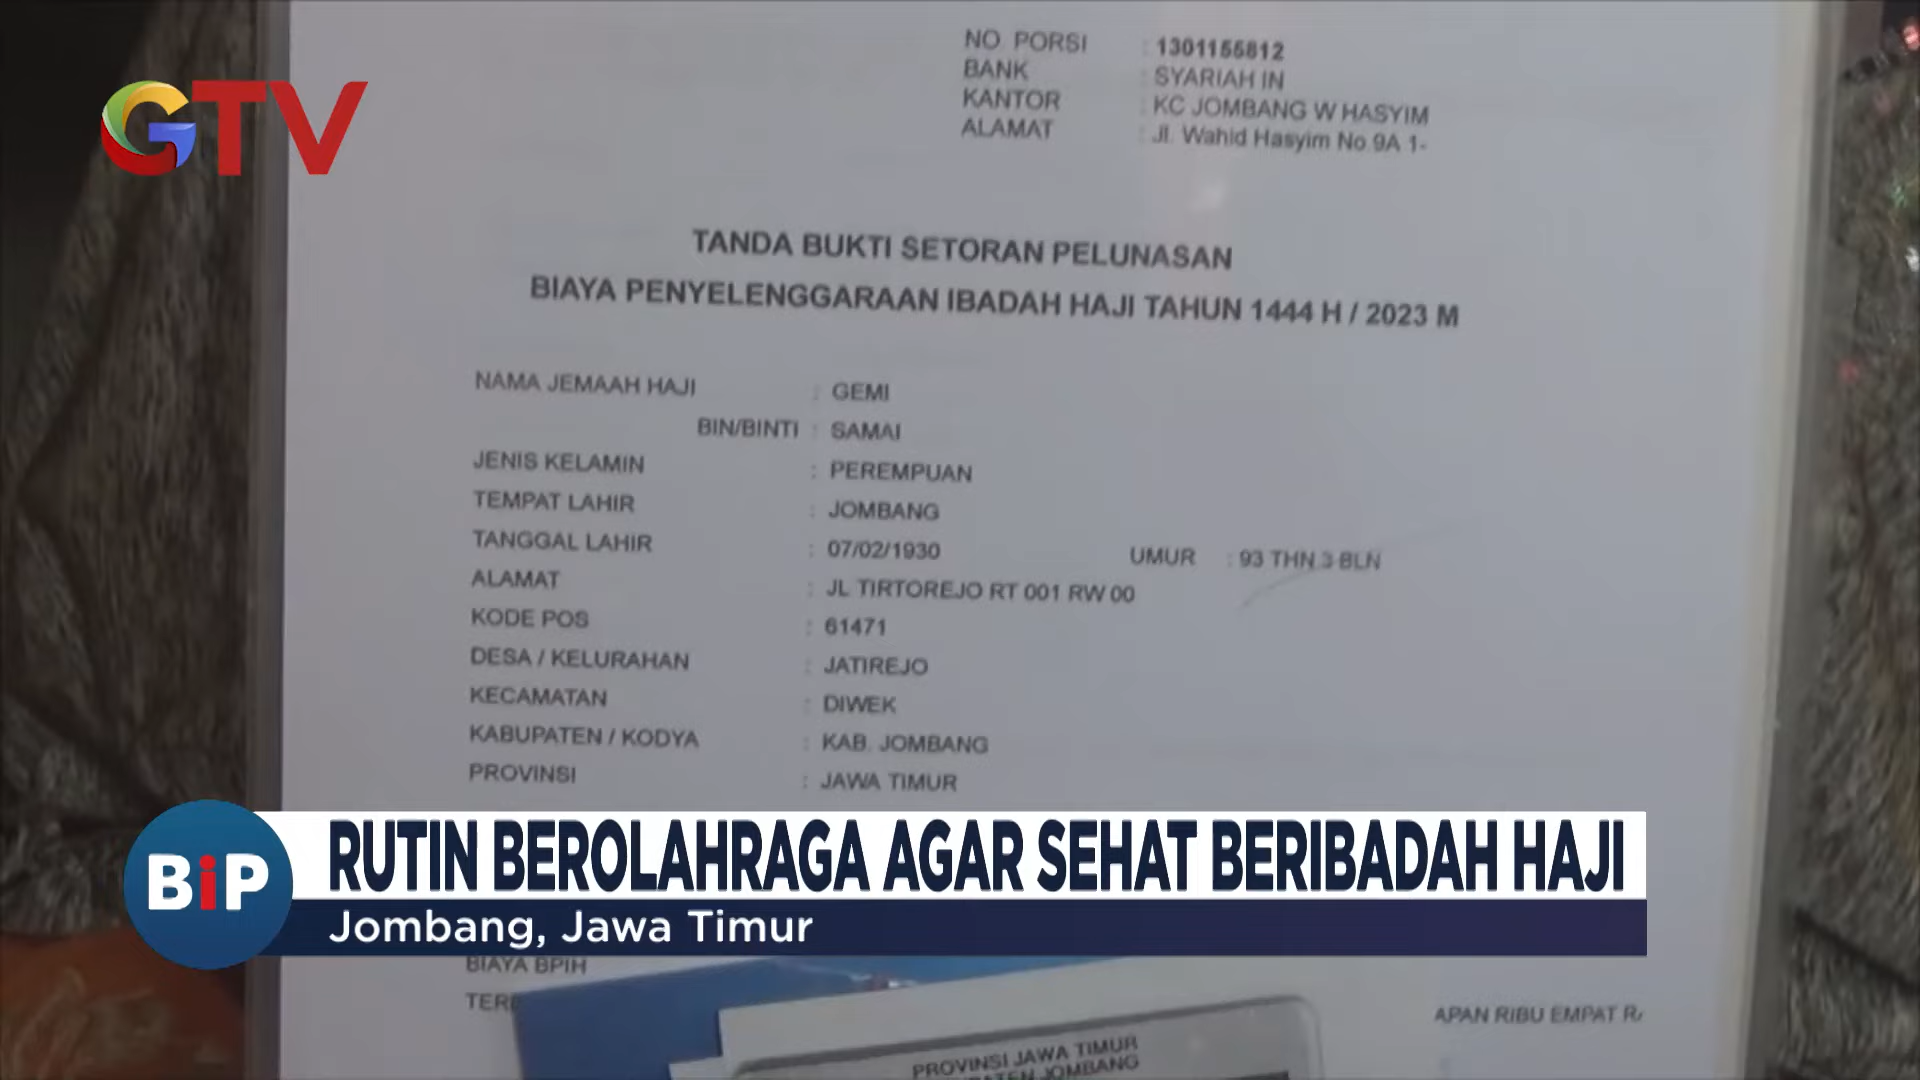 GTV
NO. PORSI : 1301155812
BANK : SYARIAH IN
KANTOR : KC JOMBANG W HASYIM
ALAMAT : Jl. Wahid Hasyim No.9A 1-
TANDA BUKTI SETORAN PELUNASAN
BIAYA PENYELENGGARAAN IBADAH HAJI TAHUN 1444 H / 2023 M
NAMA JEMAAH HAJI : GEMI
BIN/BINTI : SAMAI
JENIS KELAMIN : PEREMPUAN
TEMPAT LAHIR : JOMBANG
TANGGAL LAHIR : 07/02/1930 UMUR : 93 THN 3 BLN
ALAMAT : JL TIRTOREJO RT 001 RW 00
KODE POS : 61471
DESA / KELURAHAN : JATIREJO
KECAMATAN : DIWEK
KABUPATEN / KODYA : KAB. JOMBANG
PROVINSI : JAWA TIMUR
BiP
RUTIN BEROLAHRAGA AGAR SEHAT BERIBADAH HAJI
Jombang, Jawa Timur
BIAYA BPIH
APAN RIBU EMPAT
PROVINSI JAWA TIMUR
JOMBANG